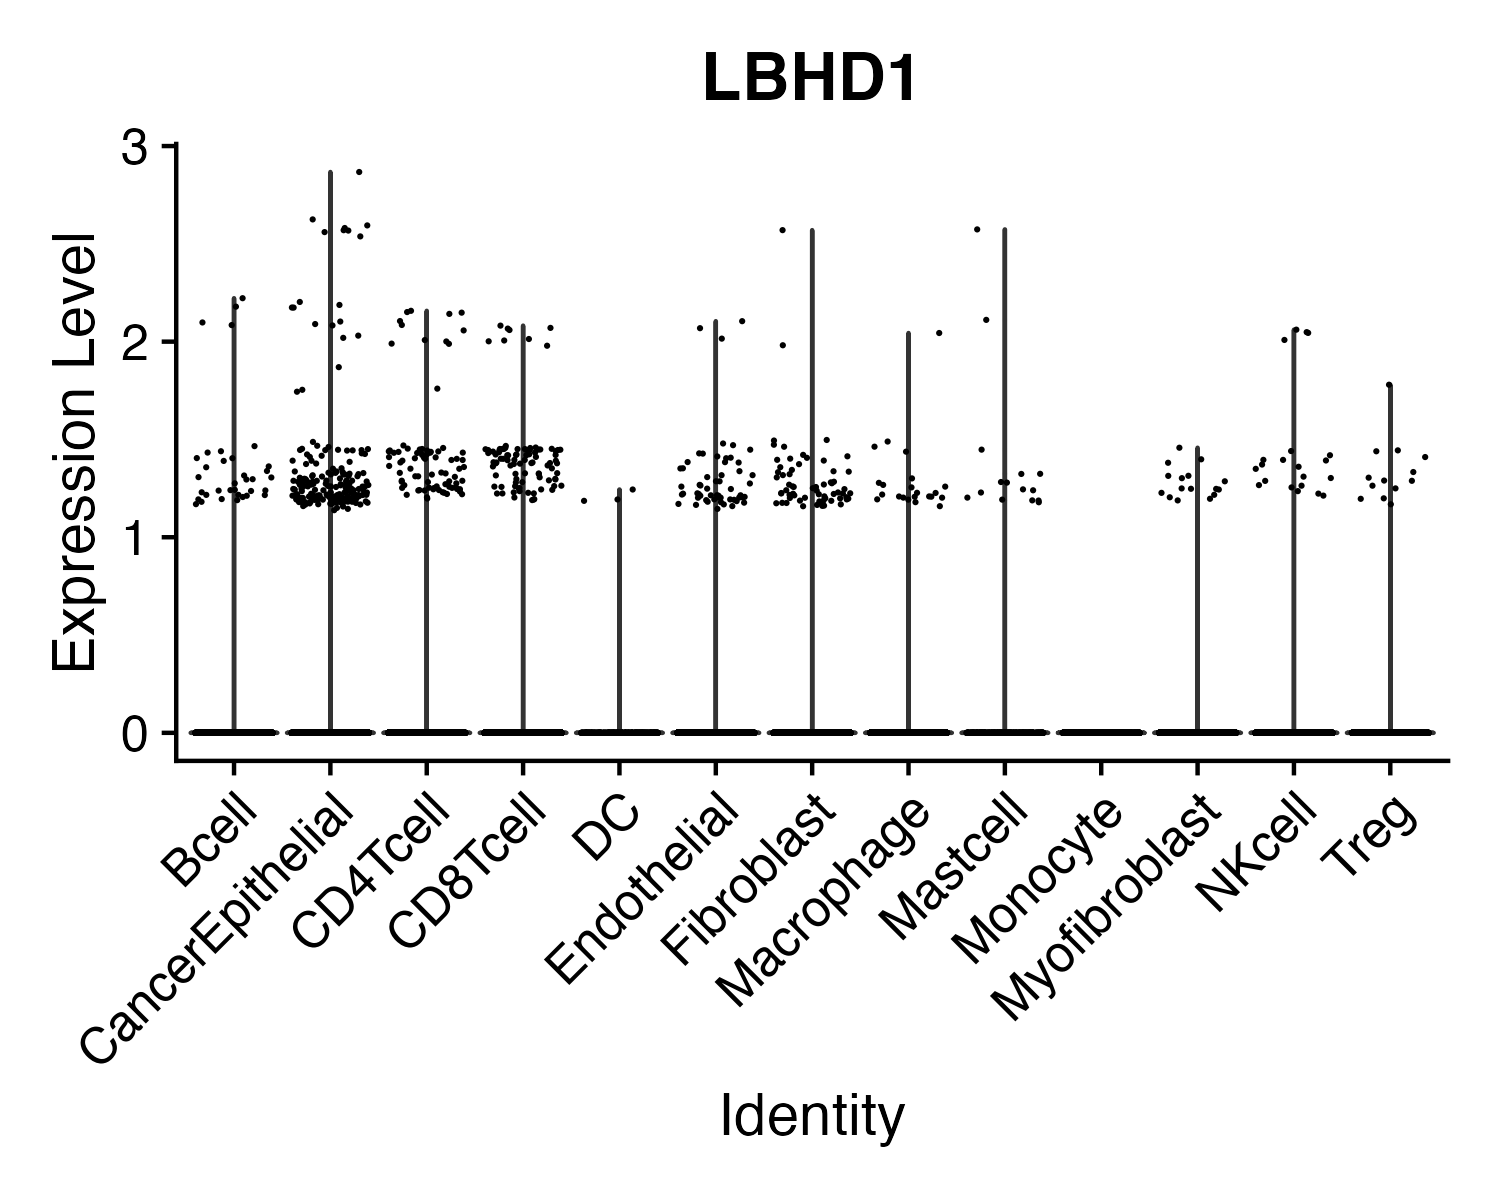 LBHD1
Expression Level
3
2
1
0
Bcell
CancerEpithelial
CD4Tcell
CD8Tcell
DC
Endothelial
Fibroblast
Macrophage
Mastcell
Monocyte
Myofibroblast
NKcell
Treg
Identity